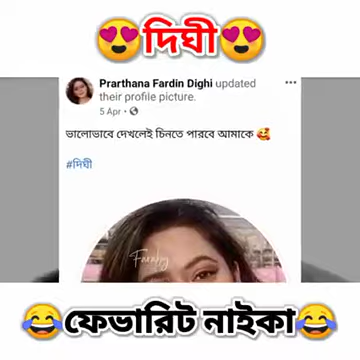 😍দিঘী😍
Prarthana Fardin Dighi updated
their profile picture.
5 Apr •
ভালোভাবে দেখলেই চিনতে পারবে আমাকে 🥰
#দিঘী
😂ফেভারিট নাইকা😂